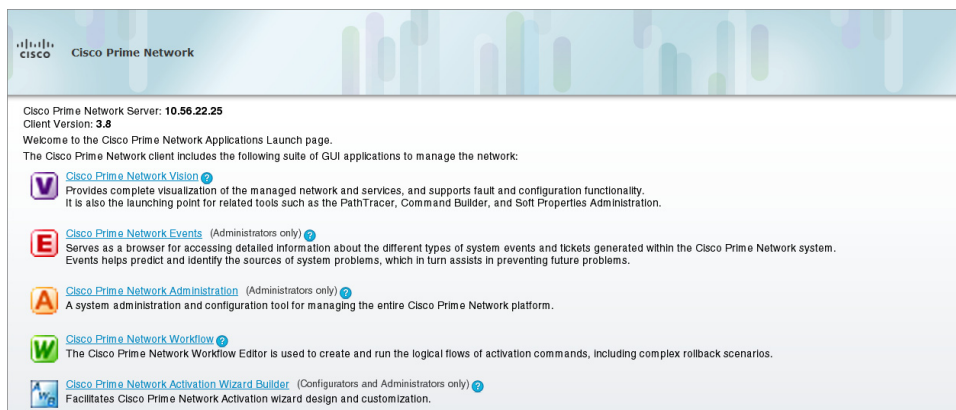 CISCO
Cisco Prime Network
Cisco Prime Network Server: 10.56.22.25
Client Version: 3.8
Welcome to the Cisco Prime Network Applications Launch page.
The Cisco Prime Network client includes the following suite of GUI applications to manage the network:
V
Cisco Prime Network Vision ?
Provides complete visualization of the managed network and services, and supports fault and configuration functionality.
It is also the launching point for related tools such as the PathTracer, Command Builder, and Soft Properties Administration.
E
Cisco Prime Network Events (Administrators only) ?
Serves as a browser for accessing detailed information about the different types of system events and tickets generated within the Cisco Prime Network system.
Events helps predict and identify the sources of system problems, which in turn assists in preventing future problems.
A
Cisco Prime Network Administration (Administrators only) ?
A system administration and configuration tool for managing the entire Cisco Prime Network platform.
W
Cisco Prime Network Workflow ?
The Cisco Prime Network Workflow Editor is used to create and run the logical flows of activation commands, including complex rollback scenarios.
AWB
Cisco Prime Network Activation Wizard Builder (Configurators and Administrators only) ?
Facilitates Cisco Prime Network Activation wizard design and customization.